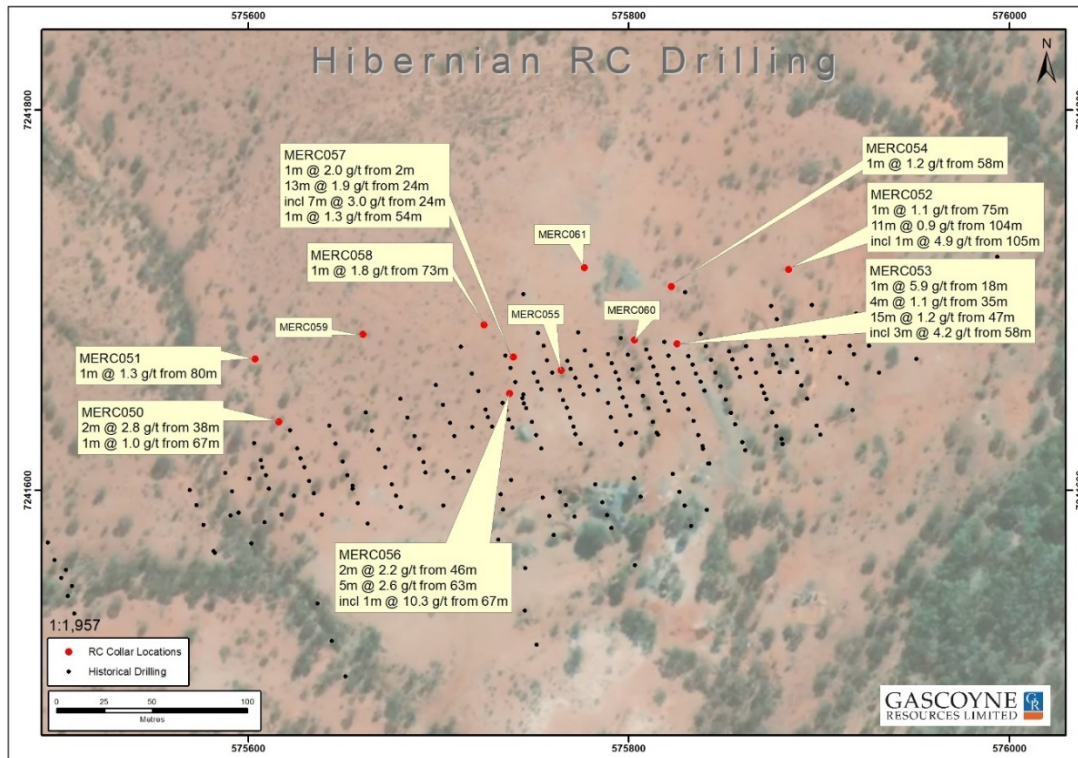 575600
575800
576000
Hibernian RC Drilling
N
7241800
7241800
MERC057
1m @ 2.0 g/t from 2m
13m @ 1.9 g/t from 24m
incl 7m @ 3.0 g/t from 24m
1m @ 1.3 g/t from 54m
MERC054
1m @ 1.2 g/t from 58m
MERC052
1m @ 1.1 g/t from 75m
11m @ 0.9 g/t from 104m
incl 1m @ 4.9 g/t from 105m
MERC061
MERC058
1m @ 1.8 g/t from 73m
MERC053
1m @ 5.9 g/t from 18m
4m @ 1.1 g/t from 35m
15m @ 1.2 g/t from 47m
incl 3m @ 4.2 g/t from 58m
MERC059
MERC055
MERC060
MERC051
1m @ 1.3 g/t from 80m
MERC050
2m @ 2.8 g/t from 38m
1m @ 1.0 g/t from 67m
7241600
7241600
MERC056
2m @ 2.2 g/t from 46m
5m @ 2.6 g/t from 63m
incl 1m @ 10.3 g/t from 67m
1:1,957
RC Collar Locations
Historical Drilling
0 25 50 100
Metres
GASCOYNE
RESOURCES LIMITED
575600
575800
576000